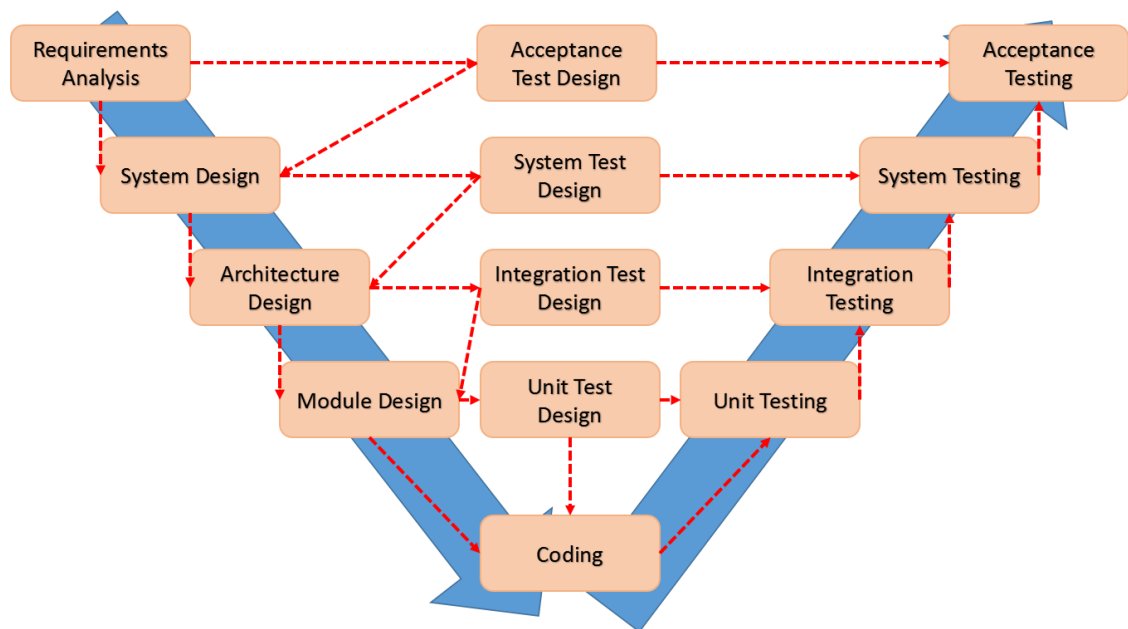 Requirements
Analysis
Acceptance
Test Design
Acceptance
Testing
System Design
System Test
Design
System Testing
Architecture
Design
Integration Test
Design
Integration
Testing
Module Design
Unit Test
Design
Unit Testing
Coding